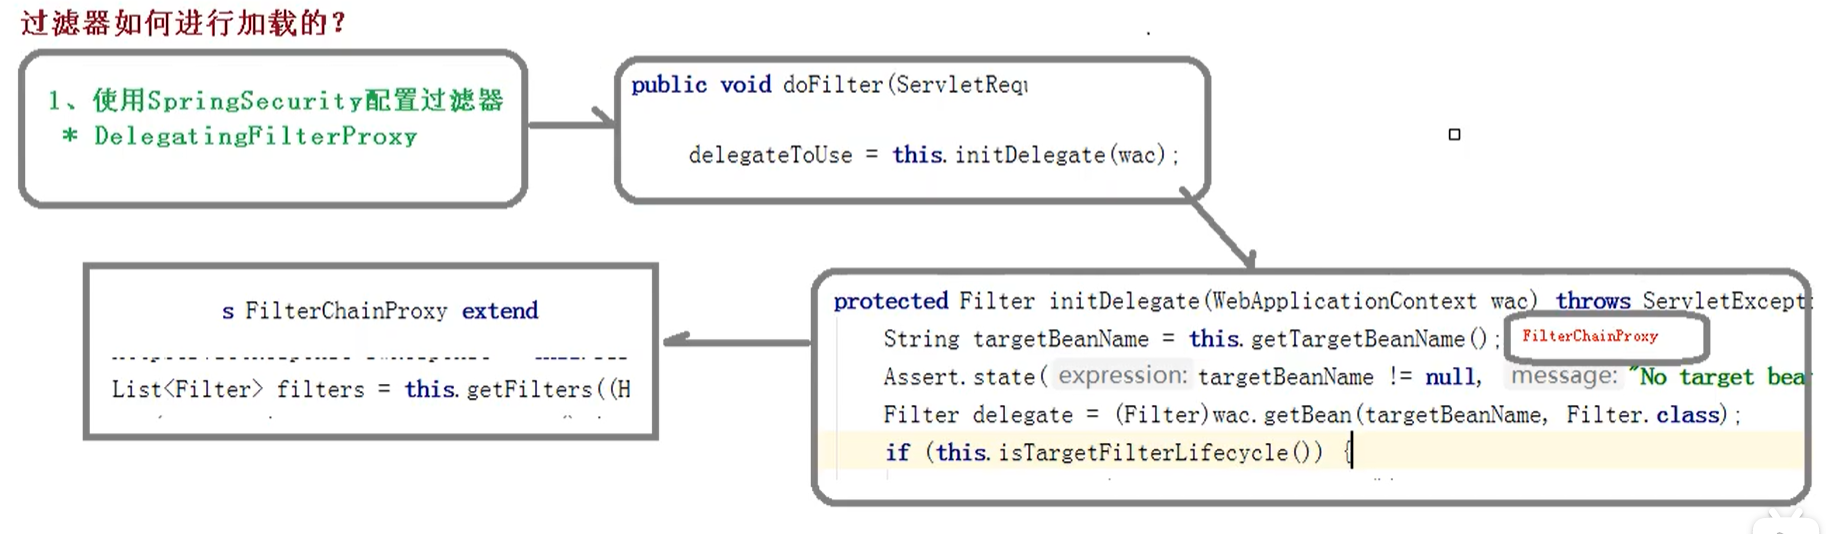 过滤器如何进行加载的？
1、使用SpringSecurity配置过滤器
* DelegatingFilterProxy
public void doFilter(ServletRequ
delegateToUse = this.initDelegate(wac);
protected Filter initDelegate(WebApplicationContext wac) throws ServletExcept
String targetBeanName = this.getTargetBeanName();
FilterChainProxy
Assert.state( expression: targetBeanName != null, message: "No target bea
Filter delegate = (Filter)wac.getBean(targetBeanName, Filter.class);
if (this.isTargetFilterLifecycle()) {
s FilterChainProxy extend
List<Filter> filters = this.getFilters((H